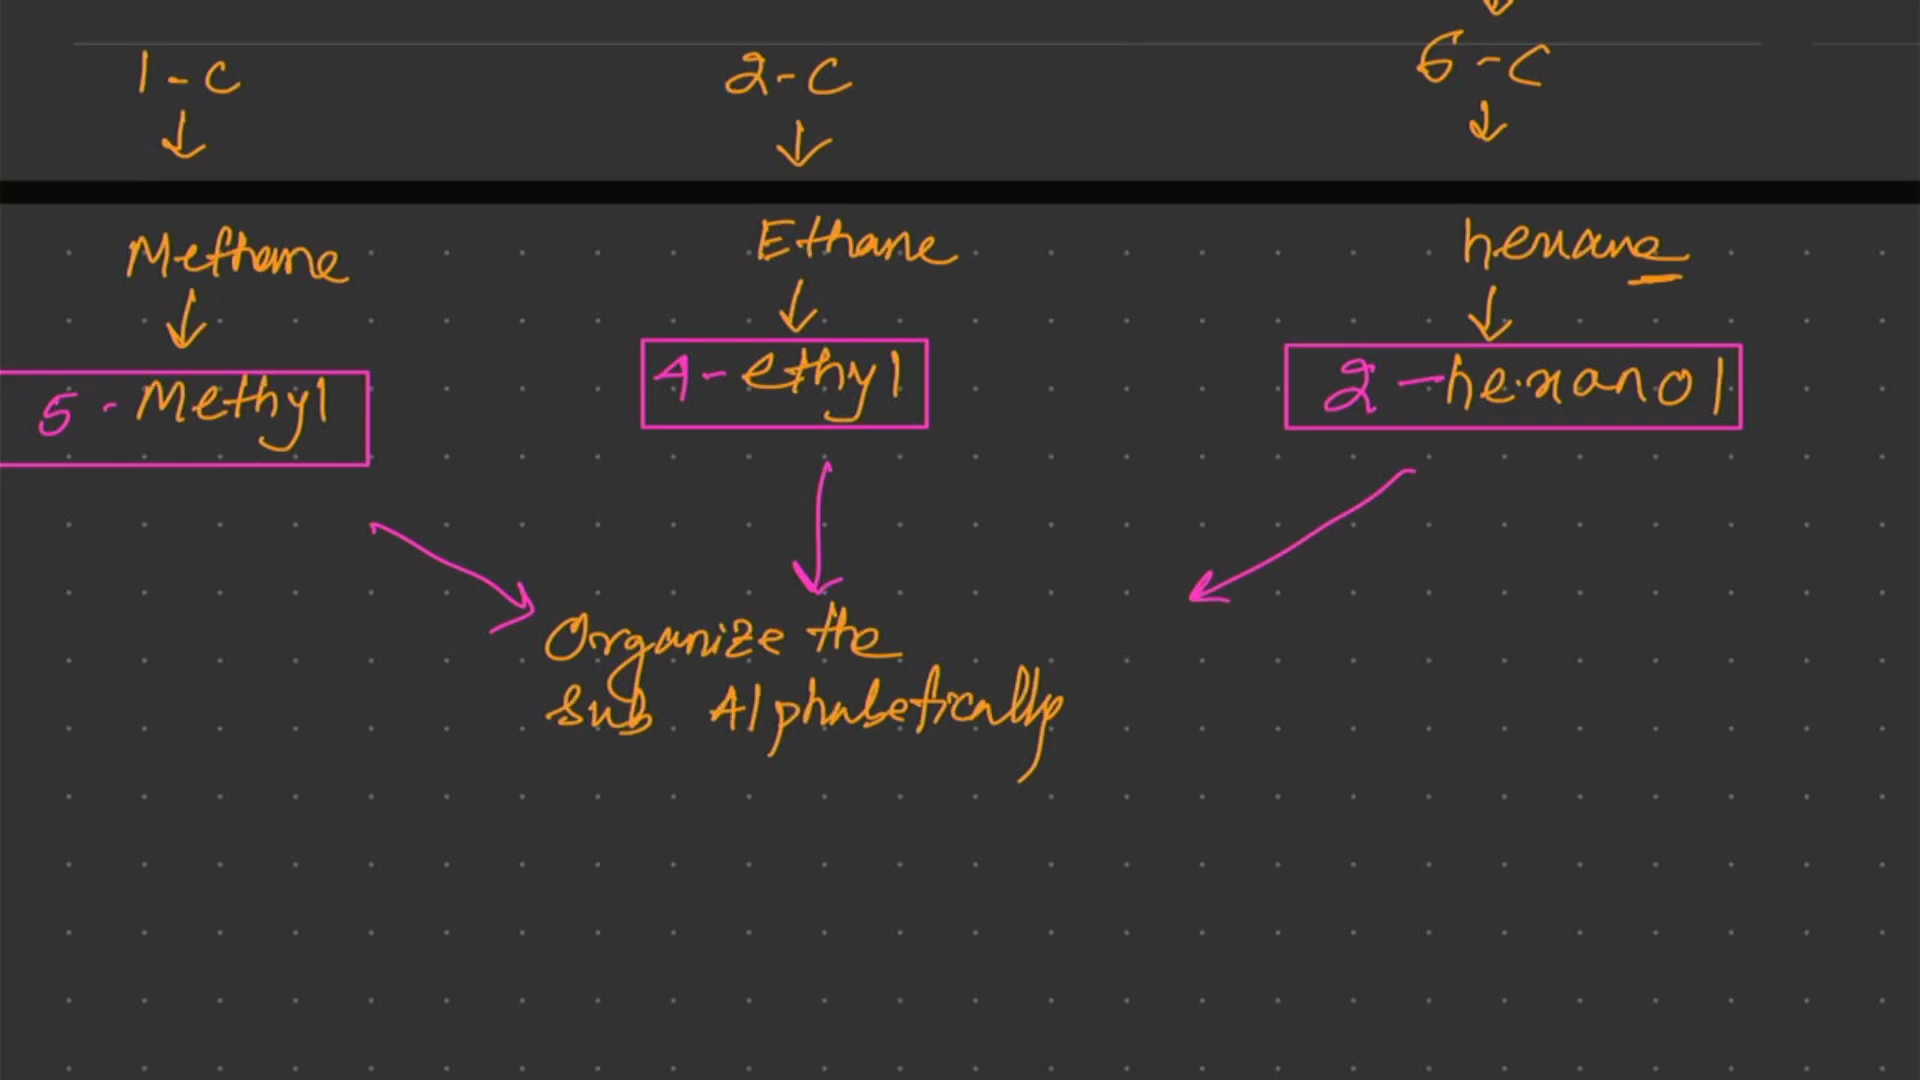 1-C 2-C 6-C
Methane Ethane hexane
5-Methyl 4-ethyl 2-hexanol
Organize the
sub Alphabetically